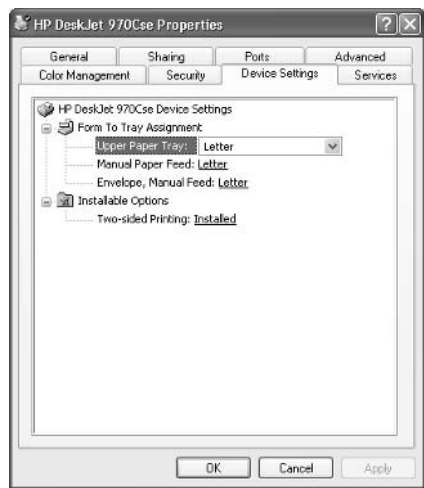 HP DeskJet 970Cse Properties
General Sharing Ports Advanced
Color Management Security Device Settings Services
HP DeskJet 970Cse Device Settings
Form To Tray Assignment
Upper Paper Tray: Letter
Manual Paper Feed: Letter
Envelope, Manual Feed: Letter
Installable Options
Two-sided Printing: Installed
OK Cancel Apply